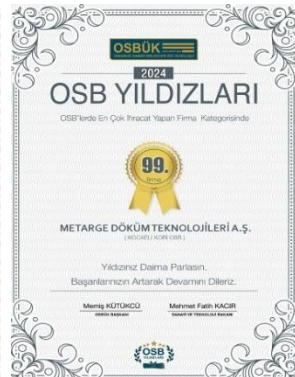 OSBÜK
2024
OSB YILDIZLARI
OSB'lerde En Çok İhracat Yapan Firma Kategorisinde
99.
firma
METARGE DÖKÜM TEKNOLOJİLERİ A.Ş.
( KOCAELİ KOBİ OSB )
Yıldızınız Daima Parlasın.
Başarılarınızın Artarak Devamını Dileriz.
Memiş KÜTÜKCÜ Mehmet Fatih KACIR
OSBÜK BAŞKANI SANAYİ VE TEKNOLOJİ BAKANI
OSB
YILDIZLARI